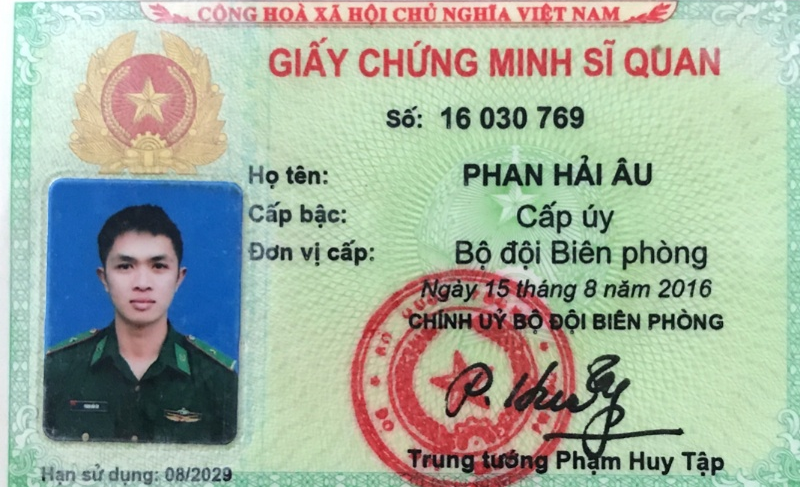 CỘNG HOÀ XÃ HỘI CHỦ NGHĨA VIỆT NAM
GIẤY CHỨNG MINH SĨ QUAN
Số: 16 030 769
Họ tên: PHAN HẢI ÂU
Cấp bậc: Cấp úy
Đơn vị cấp: Bộ đội Biên phòng
Ngày 15 tháng 8 năm 2016
CHÍNH UỶ BỘ ĐỘI BIÊN PHÒNG
P. Huy
Trung tướng Phạm Huy Tập
Hạn sử dụng: 08/2029